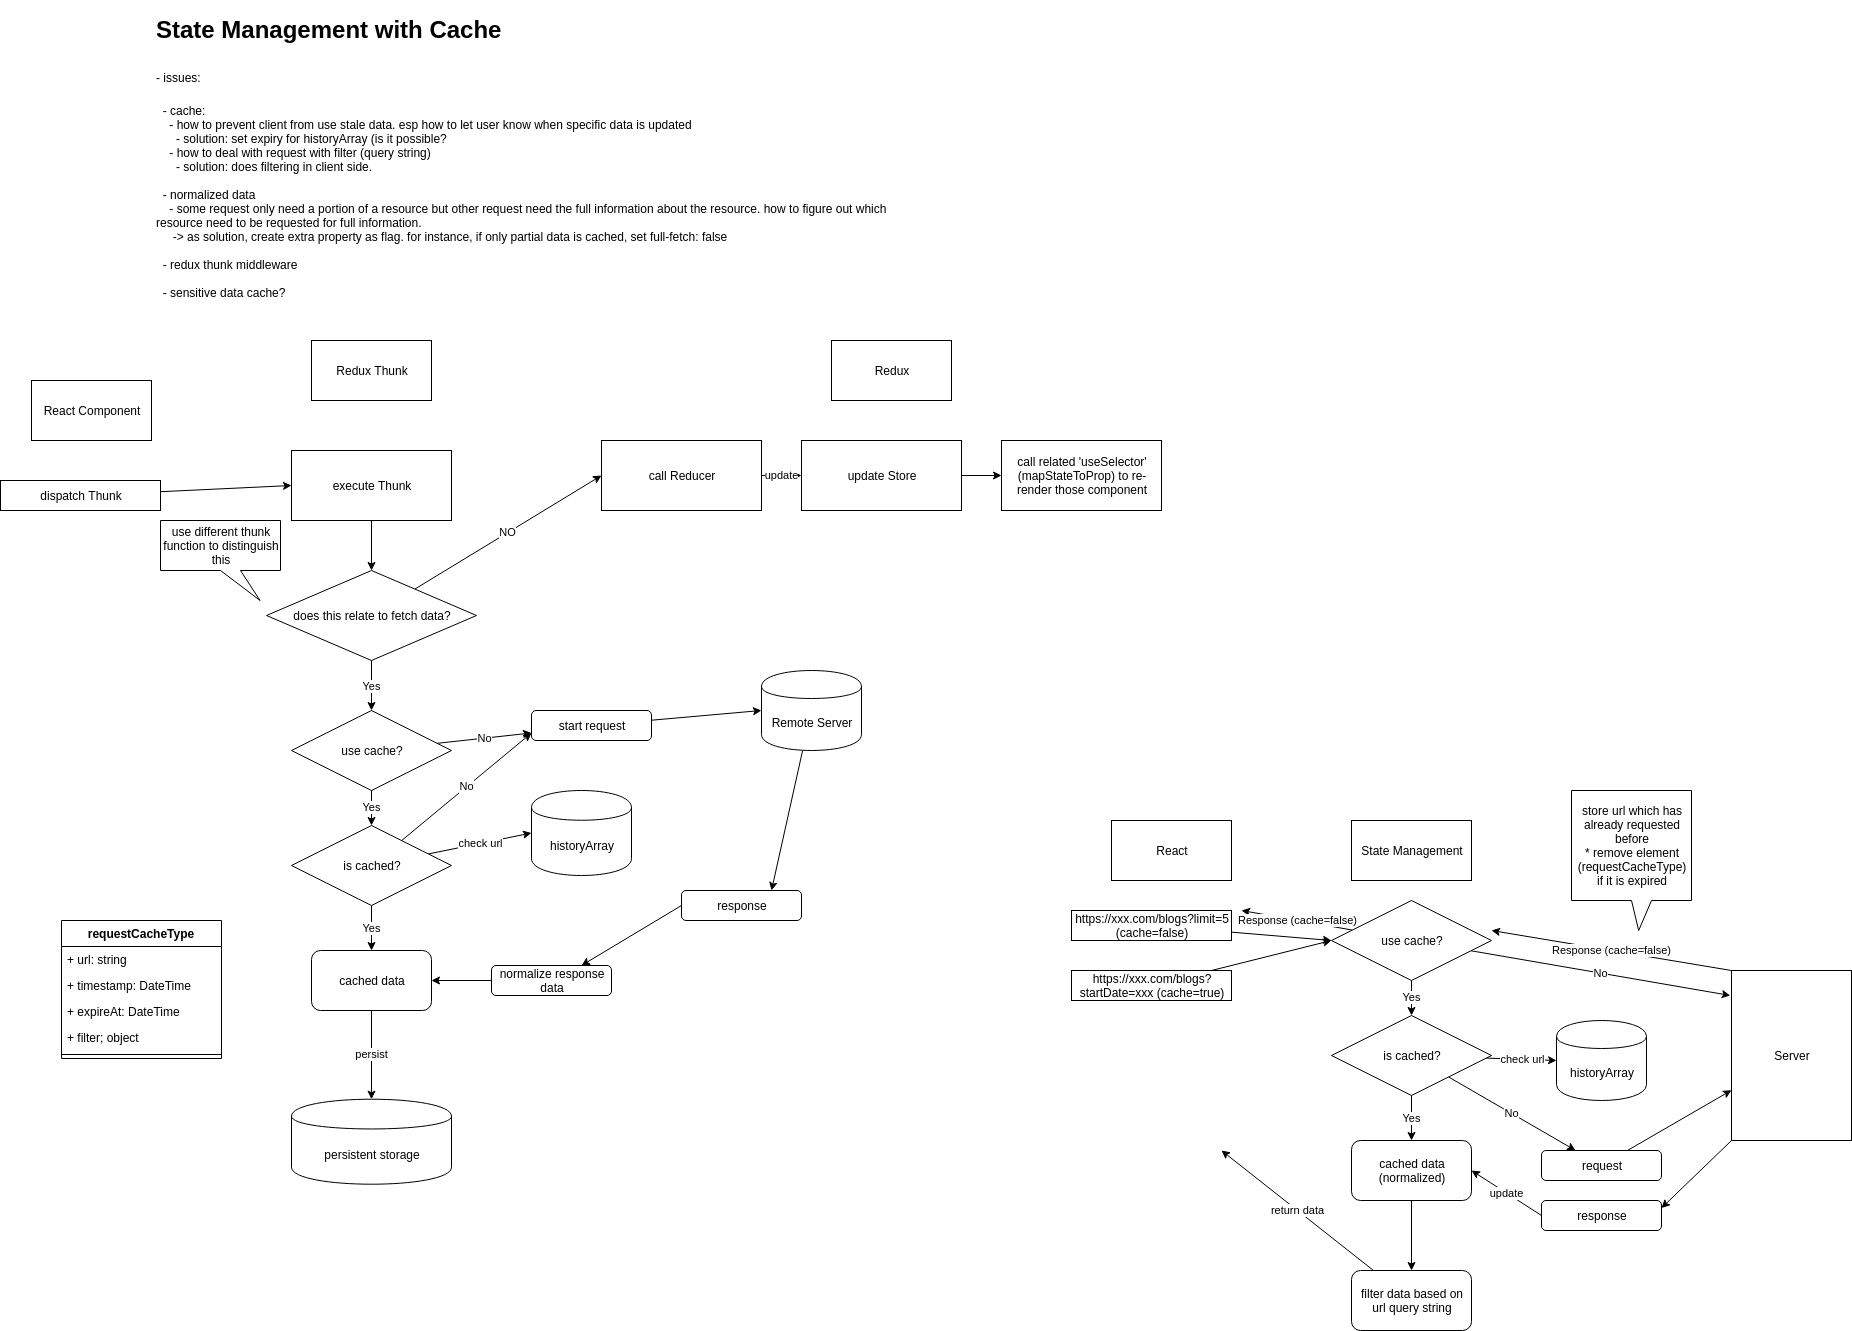 State Management with Cache
- issues:
- cache:
- how to prevent client from use stale data. esp how to let user know when specific data is updated
- solution: set expiry for historyArray (is it possible?
- how to deal with request with filter (query string)
- solution: does filtering in client side.
- normalized data
- some request only need a portion of a resource but other request need the full information about the resource. how to figure out which
resource need to be requested for full information.
-> as solution, create extra property as flag. for instance, if only partial data is cached, set full-fetch: false
- redux thunk middleware
- sensitive data cache?
React Component
Redux Thunk
Redux
dispatch Thunk
execute Thunk
call Reducer
update
update Store
call related 'useSelector'
(mapStateToProp) to re-
render those component
use different thunk
function to distinguish
this
NO
does this relate to fetch data?
Yes
use cache?
No
start request
Remote Server
Yes
No
is cached?
check url
historyArray
Yes
response
requestCacheType
+ url: string
+ timestamp: DateTime
+ expireAt: DateTime
+ filter; object
cached data
normalize response
data
persist
persistent storage
React
State Management
store url which has
already requested
before
* remove element
(requestCacheType)
if it is expired
https://xxx.com/blogs?limit=5
(cache=false)
Response (cache=false)
use cache?
Response (cache=false)
No
https://xxx.com/blogs?
startDate=xxx (cache=true)
Yes
is cached?
check url
historyArray
Server
No
Yes
cached data
(normalized)
request
update
response
return data
filter data based on
url query string